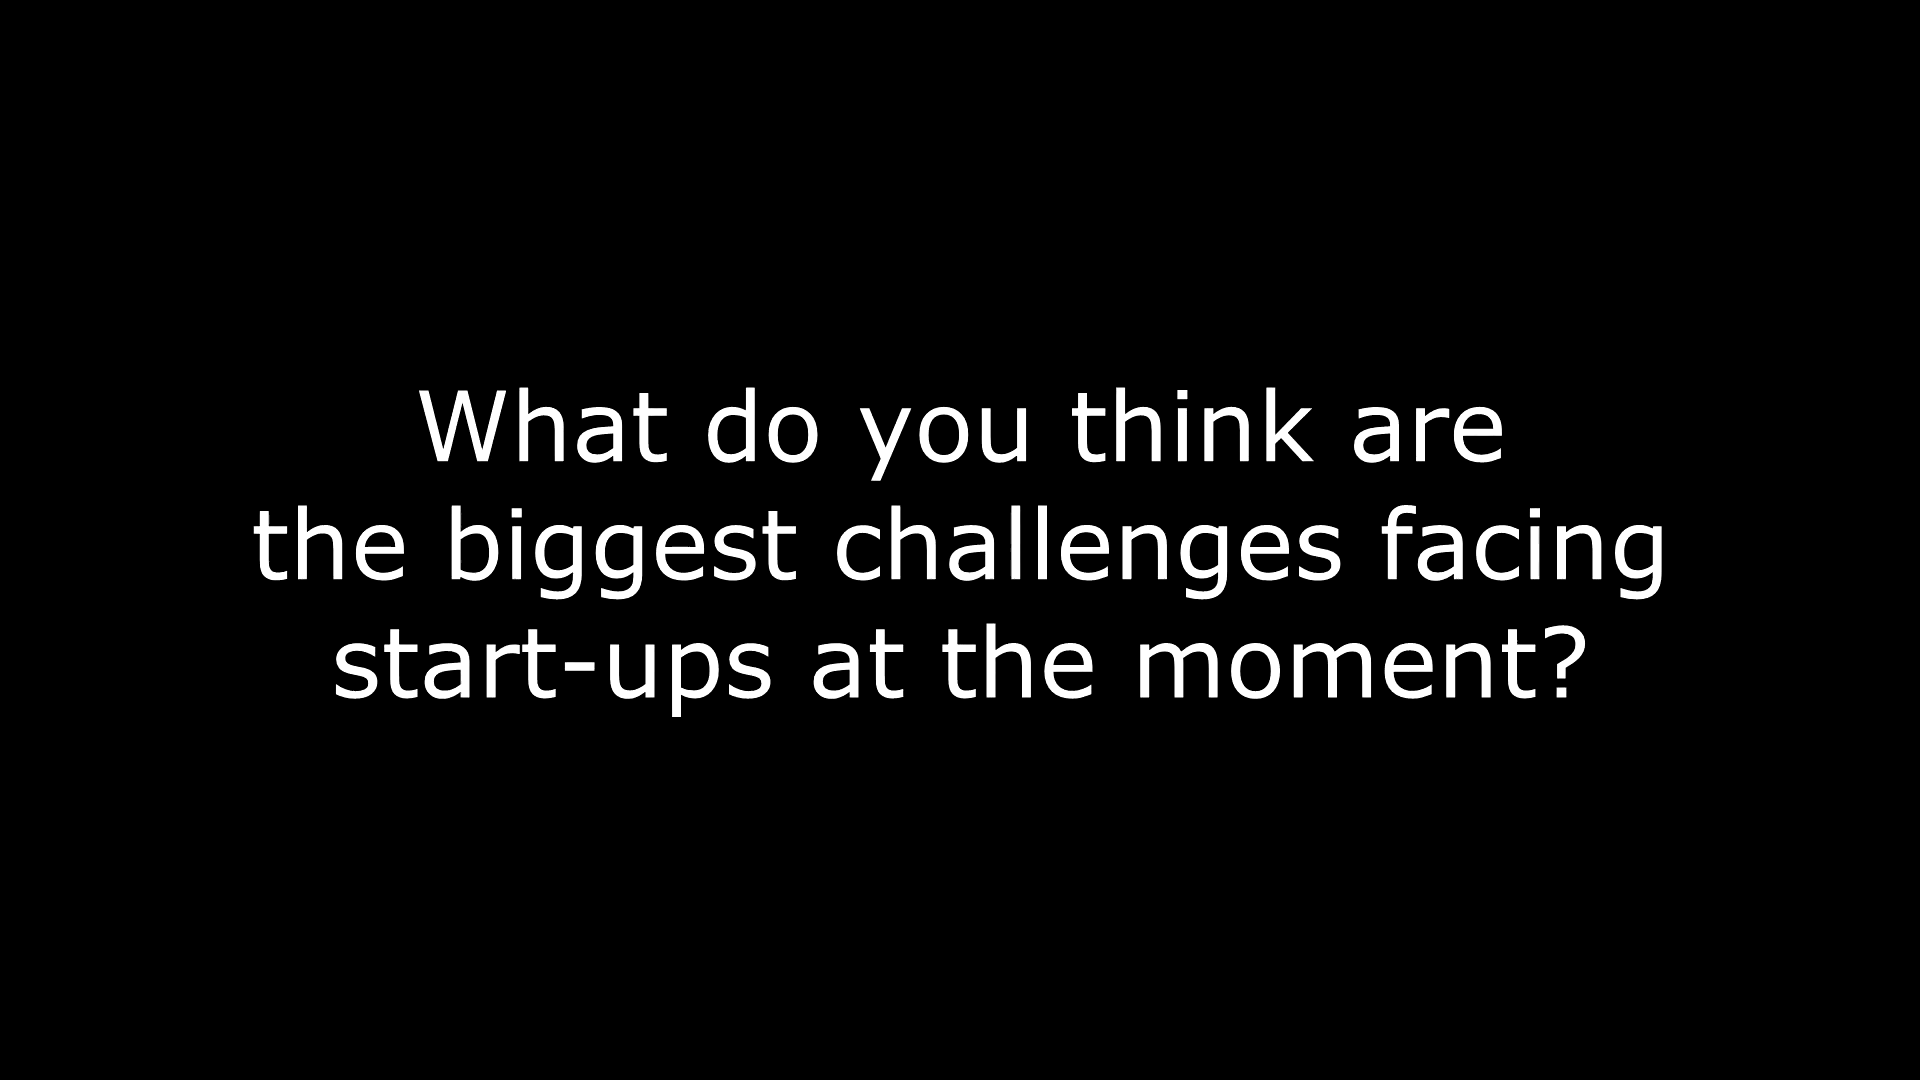 What do you think are
the biggest challenges facing
start-ups at the moment?